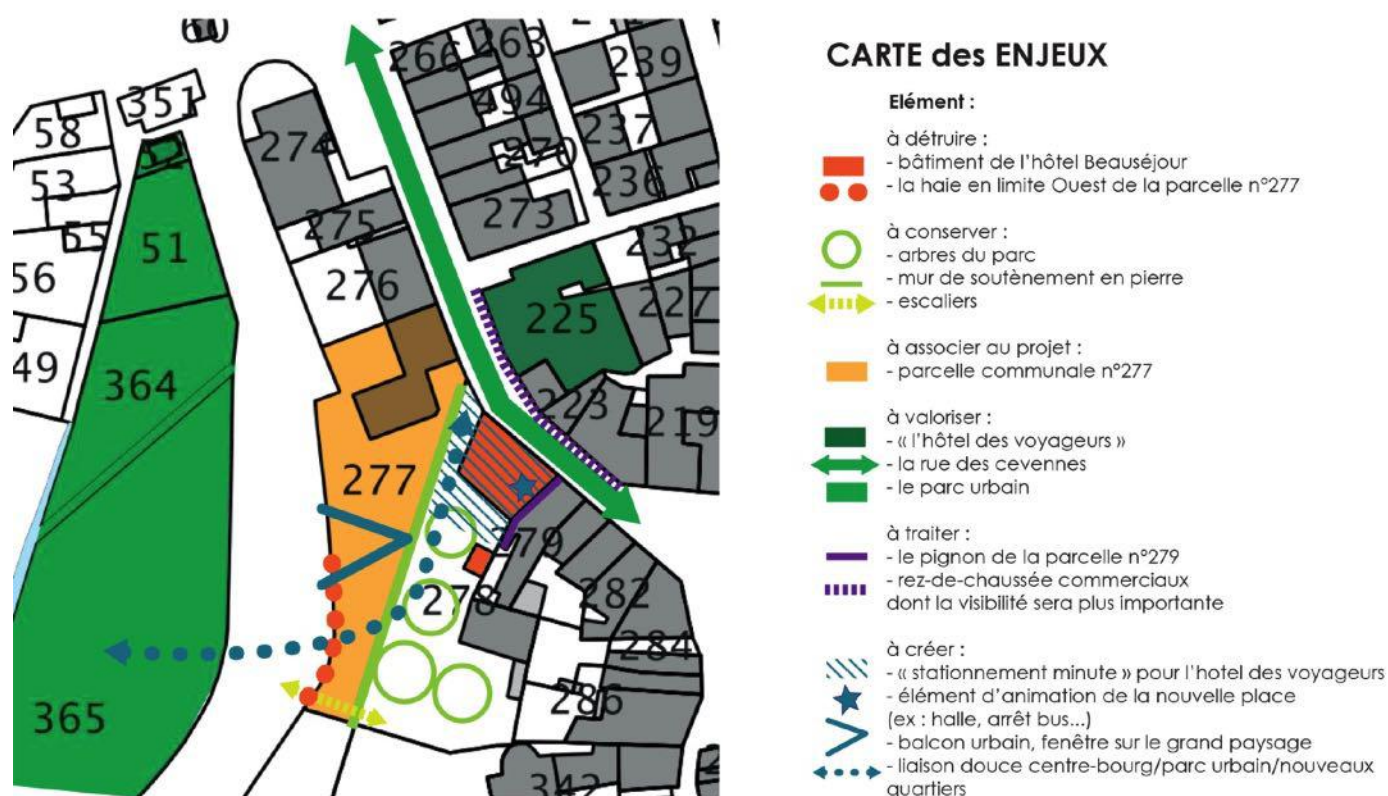 CARTE des ENJEUX
Elément :
à détruire :
- bâtiment de l'hôtel Beauséjour
- la haie en limite Ouest de la parcelle n°277
à conserver :
- arbres du parc
- mur de soutènement en pierre
- escaliers
à associer au projet :
- parcelle communale n°277
à valoriser :
- « l'hôtel des voyageurs »
- la rue des cevennes
- le parc urbain
à traiter :
- le pignon de la parcelle n°279
- rez-de-chaussée commerciaux
dont la visibilité sera plus importante
à créer :
- « stationnement minute » pour l'hotel des voyageurs
- élément d'animation de la nouvelle place
(ex : halle, arrêt bus...)
- balcon urbain, fenêtre sur le grand paysage
- liaison douce centre-bourg/parc urbain/nouveaux
quartiers
60
266
263
239
351
58
494
237
274
52
270
53
236
273
275
55
51
232
56
276
227
225
49
364
223
219
277
279
278
282
284
365
286
342